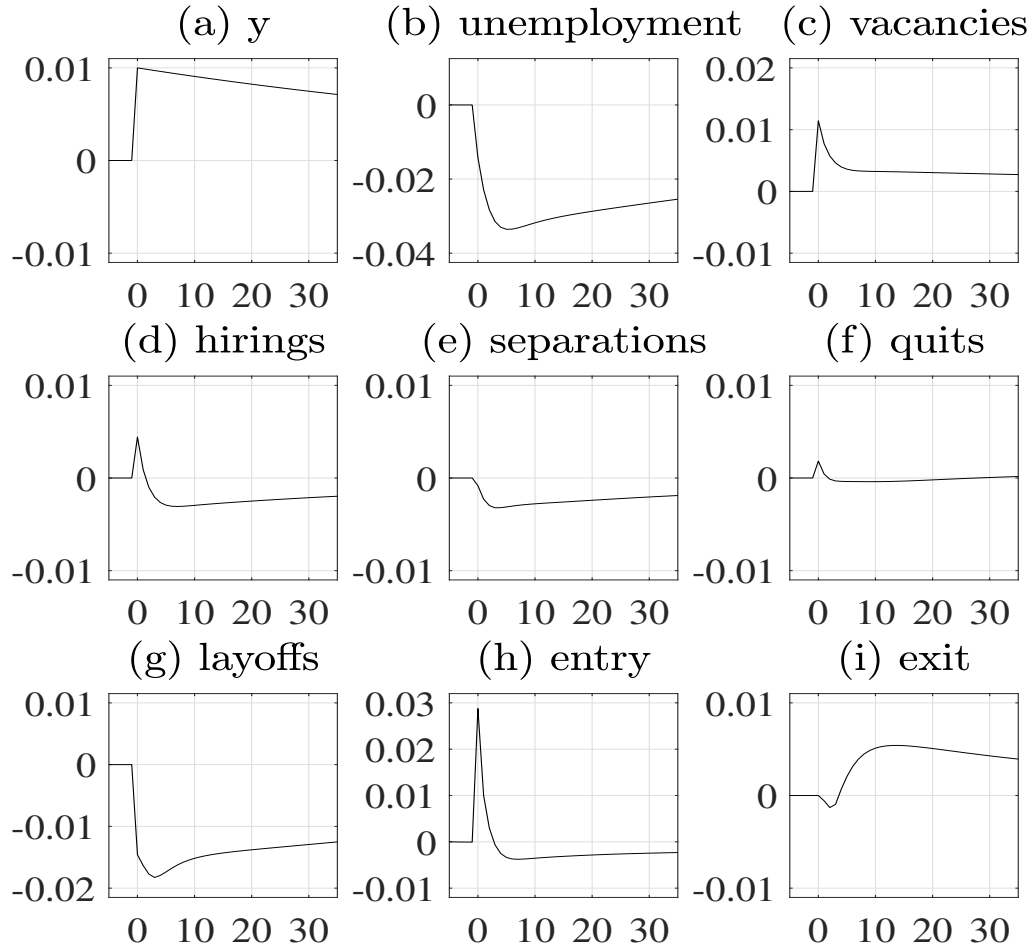 (a) y (b) unemployment (c) vacancies
0.01 0 0.02
0 -0.02 0.01
-0.01 -0.04 0
-0.01
0 10 20 30 0 10 20 30 0 10 20 30
(d) hirings (e) separations (f) quits
0.01 0.01 0.01
0 0 0
-0.01 -0.01 -0.01
0 10 20 30 0 10 20 30 0 10 20 30
(g) layoffs (h) entry (i) exit
0.01 0.03 0.01
0 0.02 0
-0.01 0.01 -0.01
-0.02 0
-0.01
0 10 20 30 0 10 20 30 0 10 20 30